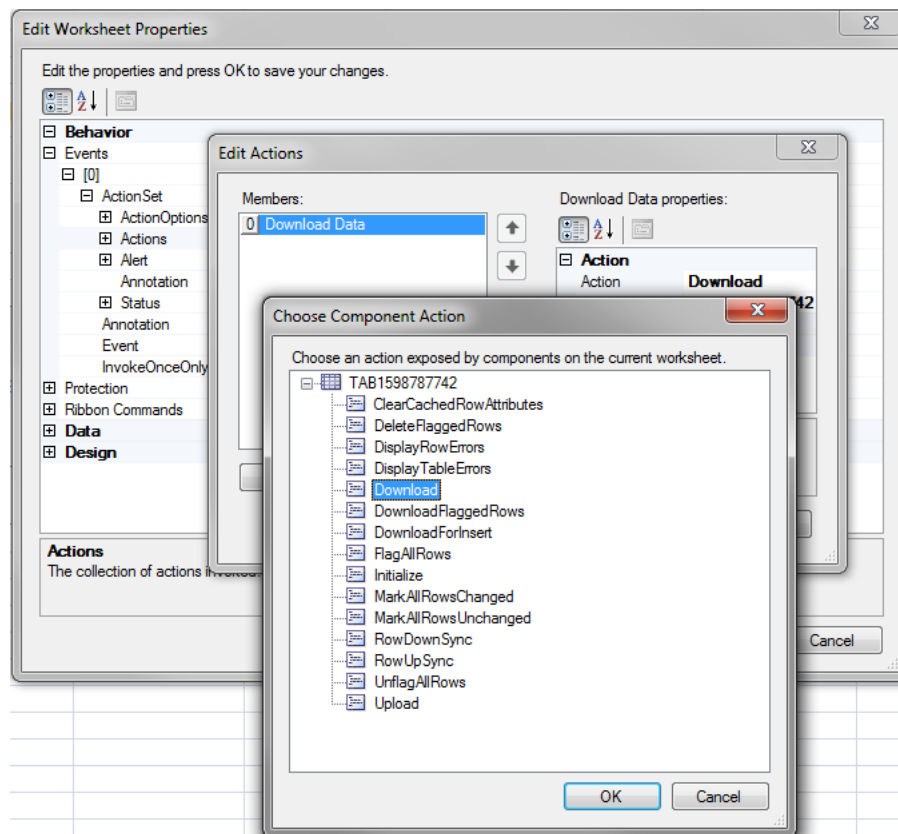 Edit Worksheet Properties
Edit the properties and press OK to save your changes.
Behavior
Events
[0]
ActionSet
ActionOptions
Actions
Alert
Annotation
Status
Annotation
Event
InvokeOnceOnly
Protection
Ribbon Commands
Data
Design
Actions
The collection of actions
Cancel
Edit Actions
Members:
0 Download Data
Download Data properties:
Action
Action Download
742
Choose Component Action
Choose an action exposed by components on the current worksheet.
TAB1598787742
ClearCachedRowAttributes
DeleteFlaggedRows
DisplayRowErrors
DisplayTableErrors
Download
DownloadFlaggedRows
DownloadForInsert
FlagAllRows
Initialize
MarkAllRowsChanged
MarkAllRowsUnchanged
RowDownSync
RowUpSync
UnflagAllRows
Upload
OK Cancel